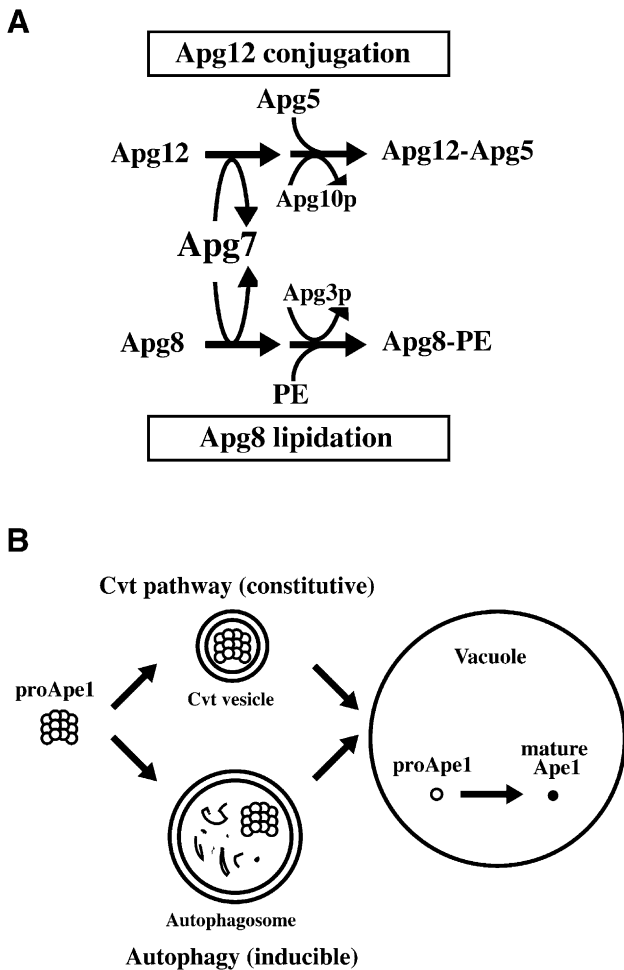 A
Apg12 conjugation
Apg5
Apg12
Apg12-Apg5
Apg10p
Apg7
Apg3p
Apg8
Apg8-PE
PE
Apg8 lipidation
B
Cvt pathway (constitutive)
proApe1
Cvt vesicle
Vacuole
proApe1
mature
Ape1
Autophagosome
Autophagy (inducible)